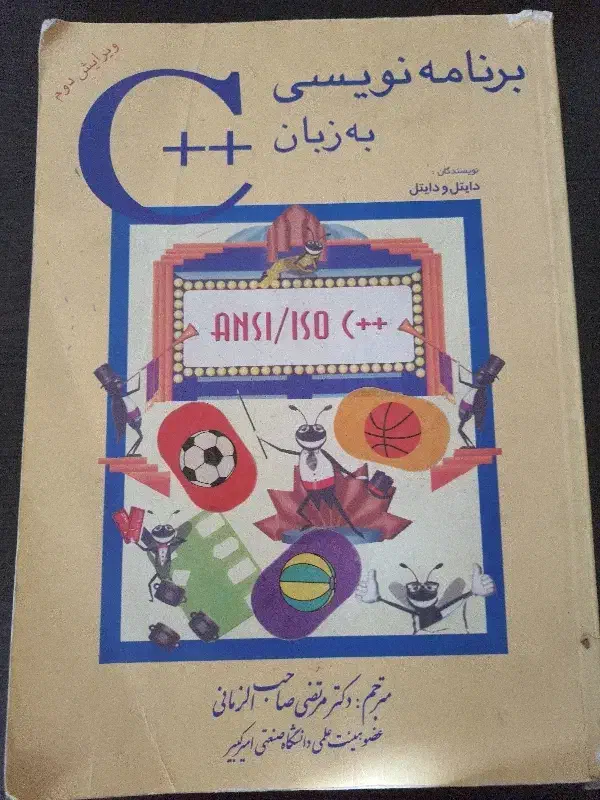 ویرایش دوم
برنامه نویسی
به زبان
C++
نویسندگان:
دایتل و دایتل
ANSI/ISO C++
مترجم: دکتر مرتضی صاحب الزمانی
عضو هیئت علمی دانشگاه صنعتی امیرکبیر